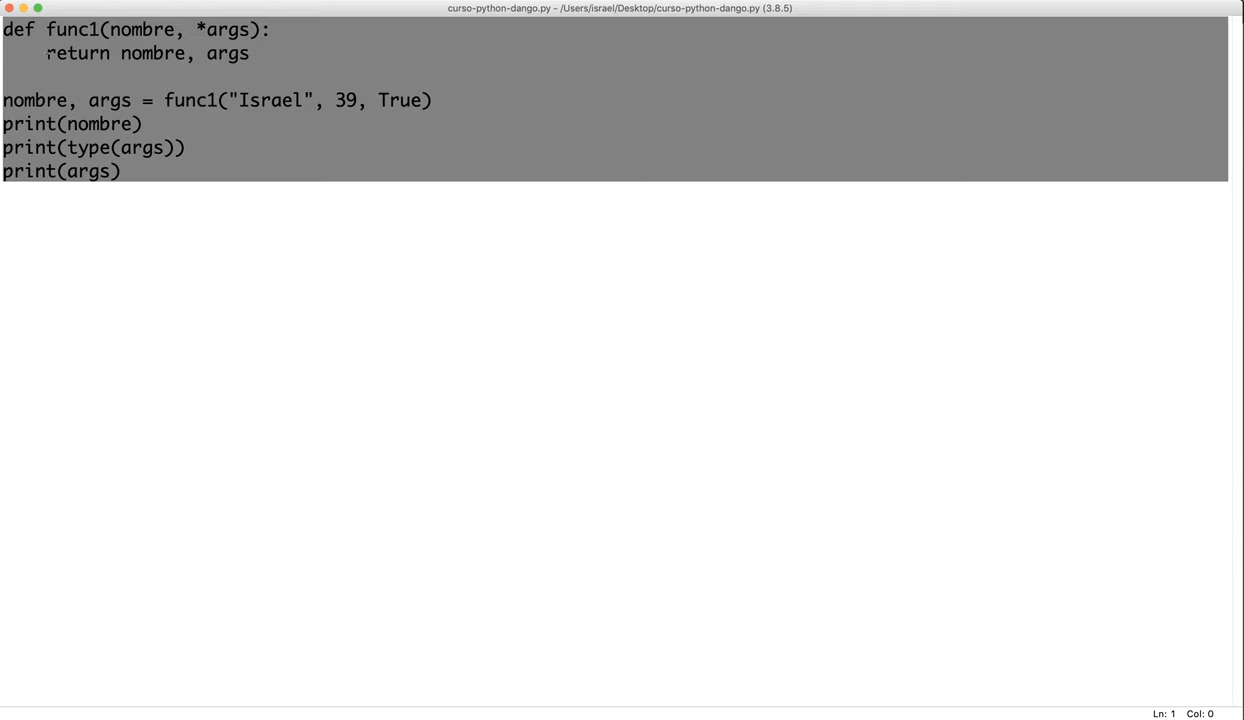 curso-python-dango.py - /Users/israel/Desktop/curso-python-dango.py (3.8.5)
def func1(nombre, *args):
    return nombre, args
nombre, args = func1("Israel", 39, True)
print(nombre)
print(type(args))
print(args)
Ln: 1 Col: 0